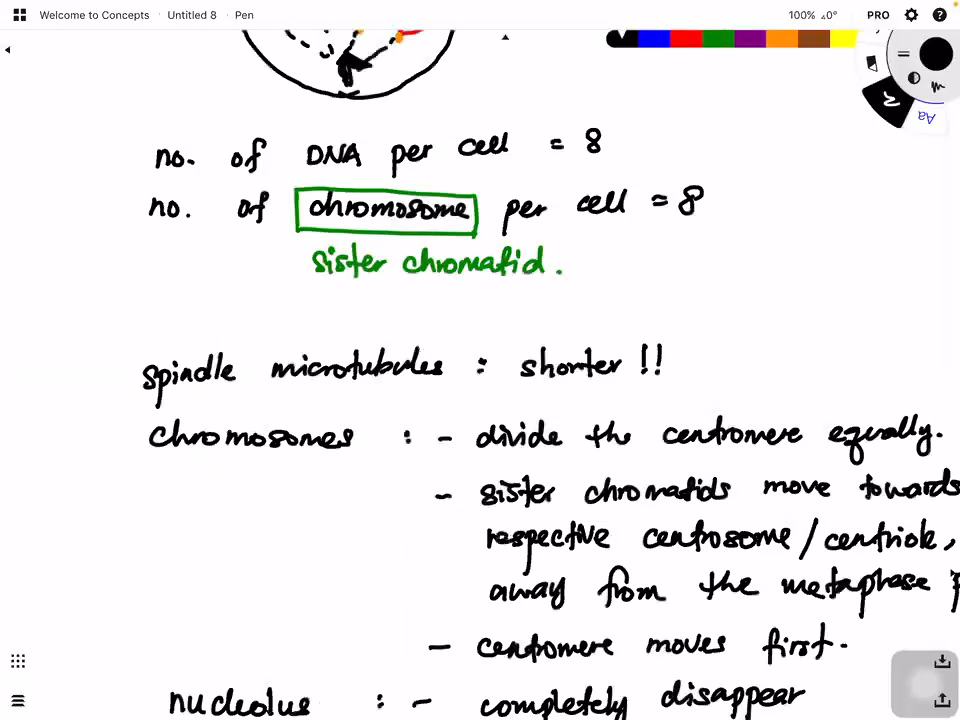 Welcome to Concepts › Untitled 8 › Pen 100% ⊿0° PRO
Aa
no. of DNA per cell = 8
no. of chromosome per cell = 8
sister chromatid.
spindle microtubules : shorter !!
chromosomes : - divide the centromere equally.
- sister chromatids move towards
respective centrosome/centriole,
away from the metaphase p
- centromere moves first.
nucleolus : - completely disappear